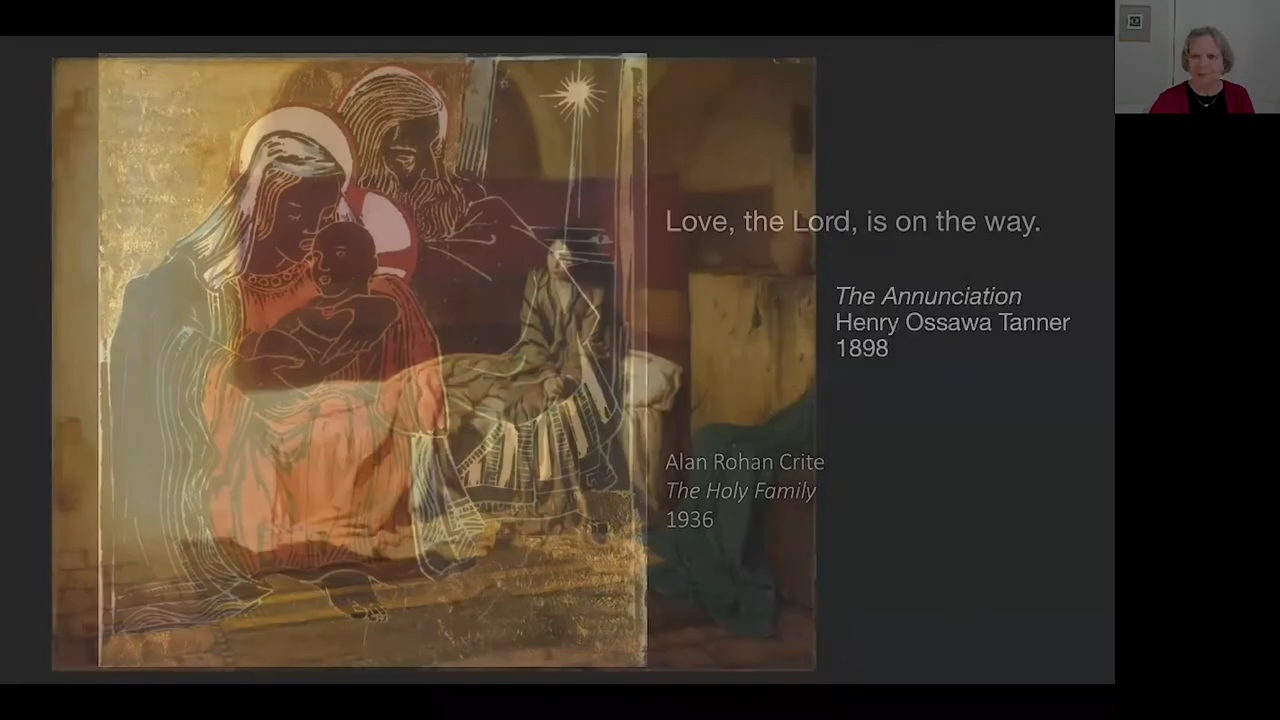 Love, the Lord, is on the way.
The Annunciation
Henry Ossawa Tanner
1898
Alan Rohan Crite
The Holy Family
1936